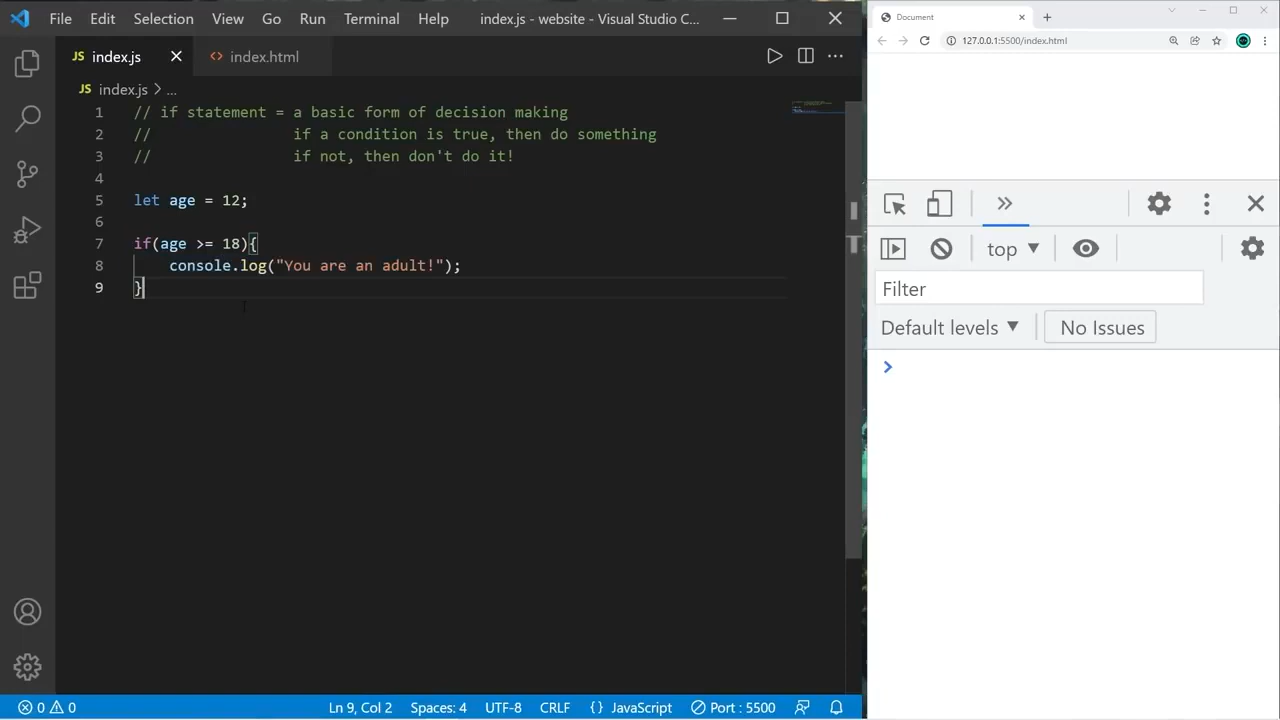 File Edit Selection View Go Run Terminal Help index.js - website - Visual Studio C...
JS index.js index.html
JS index.js > ...
1 // if statement = a basic form of decision making
2 //                if a condition is true, then do something
3 //                if not, then don't do it!
4
5 let age = 12;
6
7 if(age >= 18){
8     console.log("You are an adult!");
9 }
0 0 Ln 9, Col 2 Spaces: 4 UTF-8 CRLF {} JavaScript Port : 5500
Document
127.0.0.1:5500/index.html
top
Filter
Default levels No Issues